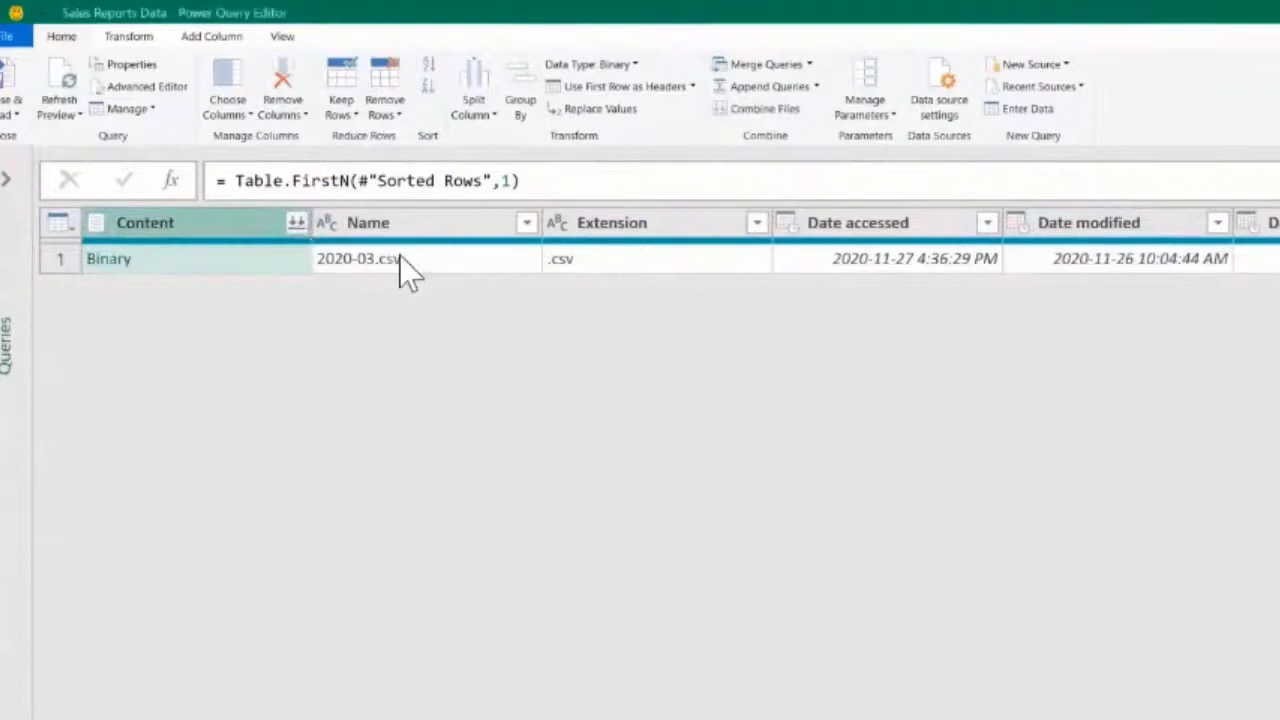 Sales Reports Data - Power Query Editor
Home Transform Add Column View
Properties
Advanced Editor
Manage
Refresh
Preview
Query
Choose
Columns
Remove
Columns
Manage Columns
Keep
Rows
Remove
Rows
Reduce Rows
Sort
Split
Column
Group
By
Data Type: Binary
Use First Row as Headers
Replace Values
Transform
Merge Queries
Append Queries
Combine Files
Combine
Manage
Parameters
Parameters
Data source
settings
Data Sources
New Source
Recent Sources
Enter Data
New Query
fx = Table.FirstN(#"Sorted Rows",1)
Content ABC Name ABC Extension Date accessed Date modified
1 Binary 2020-03.csv .csv 2020-11-27 4:36:29 PM 2020-11-26 10:04:44 AM
Queries